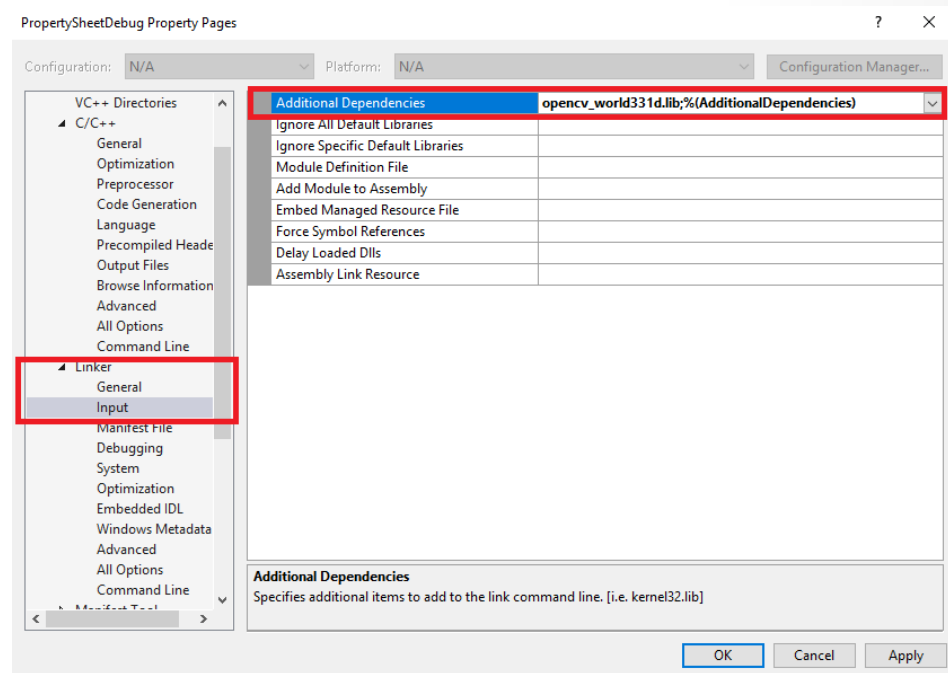 PropertySheetDebug Property Pages ? ×
Configuration: N/A Platform: N/A Configuration Manager...
VC++ Directories
C/C++
General
Optimization
Preprocessor
Code Generation
Language
Precompiled Heade
Output Files
Browse Information
Advanced
All Options
Command Line
Linker
General
Input
Manifest File
Debugging
System
Optimization
Embedded IDL
Windows Metadata
Advanced
All Options
Command Line
Manifest Tool
Additional Dependencies opencv_world331d.lib;%(AdditionalDependencies)
Ignore All Default Libraries
Ignore Specific Default Libraries
Module Definition File
Add Module to Assembly
Embed Managed Resource File
Force Symbol References
Delay Loaded Dlls
Assembly Link Resource
Additional Dependencies
Specifies additional items to add to the link command line. [i.e. kernel32.lib]
OK Cancel Apply